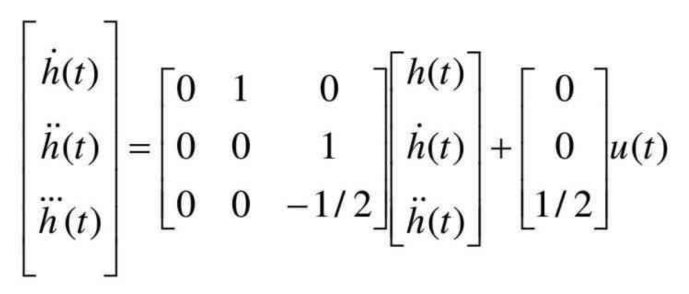 [ḣ(t)] = [0 1 0] [h(t)] + [0]
[ḧ(t)] = [0 0 1] [ḣ(t)] + [0] u(t)
[h⃛(t)] = [0 0 −1/2] [ḧ(t)] + [1/2]